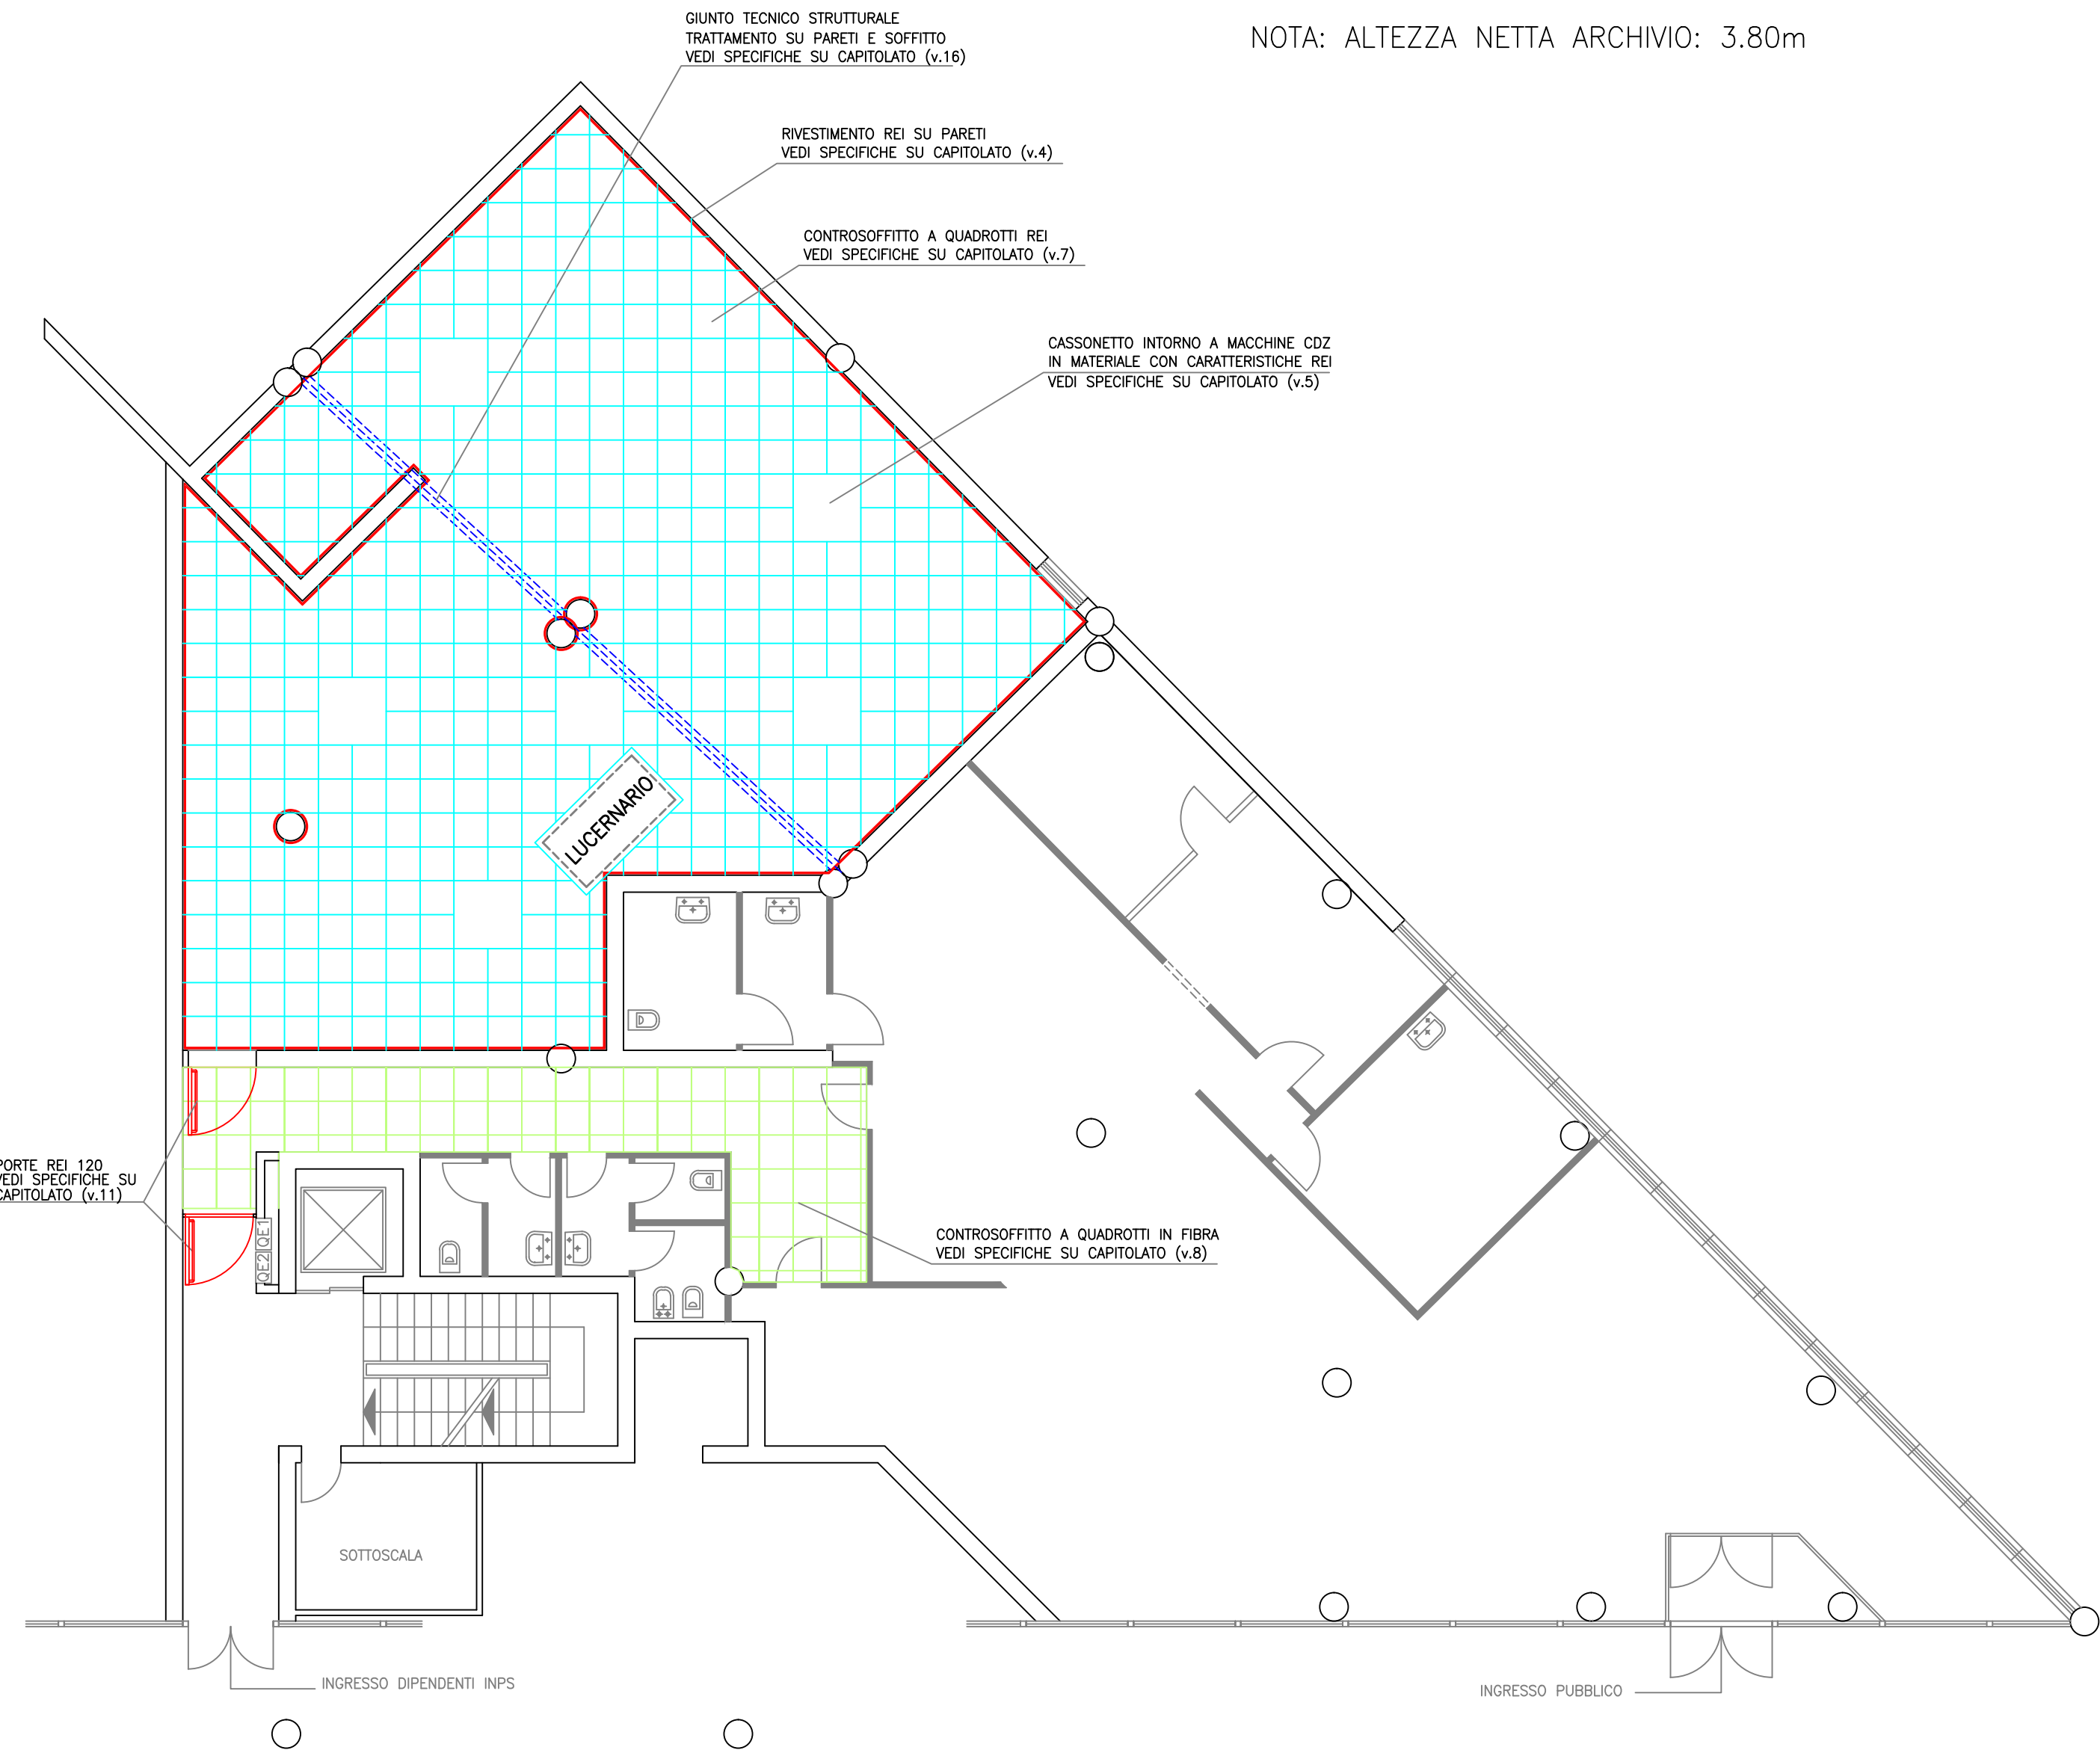 GIUNTO TECNICO STRUTTURALE
TRATTAMENTO SU PARETI E SOFFITTO
VEDI SPECIFICHE SU CAPITOLATO (v.16)
NOTA: ALTEZZA NETTA ARCHIVIO: 3.80m
RIVESTIMENTO REI SU PARETI
VEDI SPECIFICHE SU CAPITOLATO (v.4)
CONTROSOFFITTO A QUADROTTI REI
VEDI SPECIFICHE SU CAPITOLATO (v.7)
CASSONETTO INTORNO A MACCHINE CDZ
IN MATERIALE CON CARATTERISTICHE REI
VEDI SPECIFICHE SU CAPITOLATO (v.5)
LUCERNARIO
PORTE REI 120
VEDI SPECIFICHE SU
CAPITOLATO (v.11)
QE1
QE2
CONTROSOFFITTO A QUADROTTI IN FIBRA
VEDI SPECIFICHE SU CAPITOLATO (v.8)
SOTTOSCALA
INGRESSO DIPENDENTI INPS
INGRESSO PUBBLICO